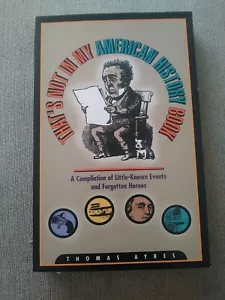 THAT'S NOT IN MY AMERICAN HISTORY BOOK
A Compilation of Little-Known Events
and Forgotten Heroes
THOMAS AYRES